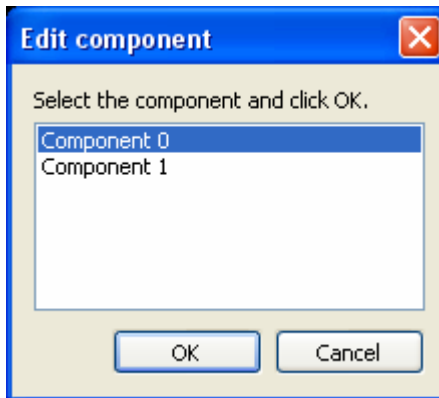 Edit component
Select the component and click OK.
Component 0
Component 1
OK
Cancel